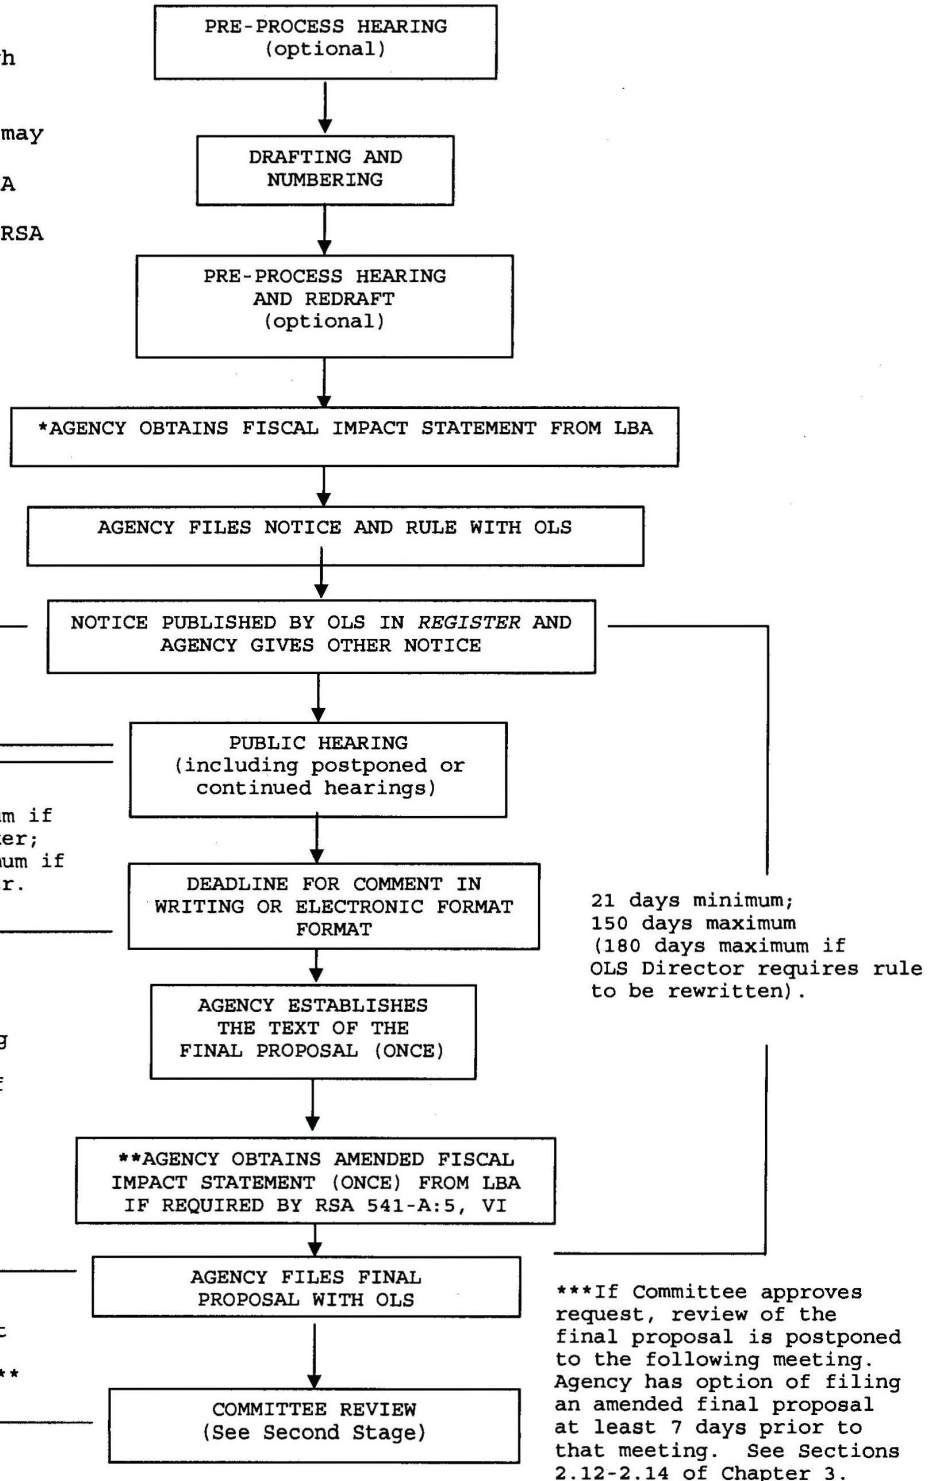 PRE-PROCESS HEARING
(optional)
h
may
DRAFTING AND
NUMBERING
A
RSA
PRE-PROCESS HEARING
AND REDRAFT
(optional)
*AGENCY OBTAINS FISCAL IMPACT STATEMENT FROM LBA
AGENCY FILES NOTICE AND RULE WITH OLS
NOTICE PUBLISHED BY OLS IN REGISTER AND
AGENCY GIVES OTHER NOTICE
PUBLIC HEARING
(including postponed or
continued hearings)
m if
er;
um if
r.
DEADLINE FOR COMMENT IN
WRITING OR ELECTRONIC FORMAT
FORMAT
21 days minimum;
150 days maximum
(180 days maximum if
OLS Director requires rule
to be rewritten).
AGENCY ESTABLISHES
THE TEXT OF THE
FINAL PROPOSAL (ONCE)
g
f
**AGENCY OBTAINS AMENDED FISCAL
IMPACT STATEMENT (ONCE) FROM LBA
IF REQUIRED BY RSA 541-A:5, VI
AGENCY FILES FINAL
PROPOSAL WITH OLS
t
**
***If Committee approves
request, review of the
final proposal is postponed
to the following meeting.
Agency has option of filing
an amended final proposal
at least 7 days prior to
that meeting.  See Sections
2.12-2.14 of Chapter 3.
COMMITTEE REVIEW
(See Second Stage)